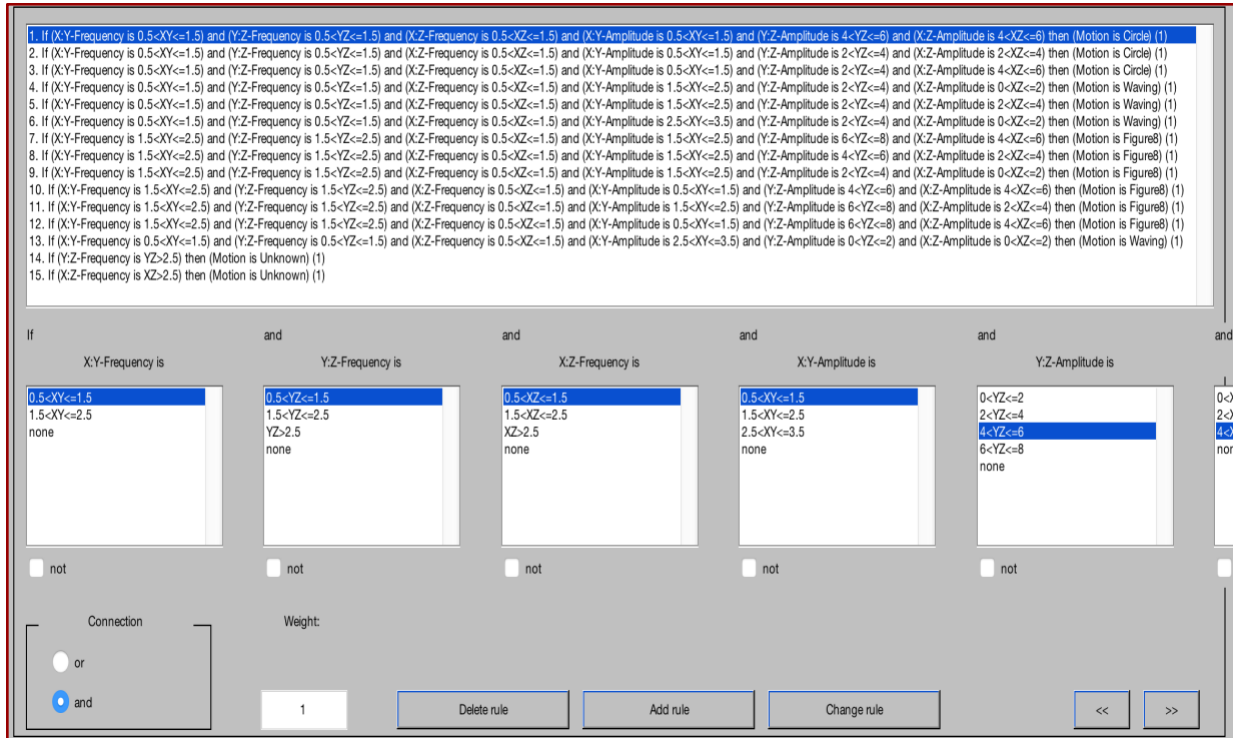 1. If (X:Y-Frequency is 0.5<XY<=1.5) and (Y:Z-Frequency is 0.5<YZ<=1.5) and (X:Z-Frequency is 0.5<XZ<=1.5) and (X:Y-Amplitude is 0.5<XY<=1.5) and (Y:Z-Amplitude is 4<YZ<=6) and (X:Z-Amplitude is 4<XZ<=6) then (Motion is Circle) (1)
2. If (X:Y-Frequency is 0.5<XY<=1.5) and (Y:Z-Frequency is 0.5<YZ<=1.5) and (X:Z-Frequency is 0.5<XZ<=1.5) and (X:Y-Amplitude is 0.5<XY<=1.5) and (Y:Z-Amplitude is 2<YZ<=4) and (X:Z-Amplitude is 2<XZ<=4) then (Motion is Circle) (1)
3. If (X:Y-Frequency is 0.5<XY<=1.5) and (Y:Z-Frequency is 0.5<YZ<=1.5) and (X:Z-Frequency is 0.5<XZ<=1.5) and (X:Y-Amplitude is 0.5<XY<=1.5) and (Y:Z-Amplitude is 2<YZ<=4) and (X:Z-Amplitude is 4<XZ<=6) then (Motion is Circle) (1)
4. If (X:Y-Frequency is 0.5<XY<=1.5) and (Y:Z-Frequency is 0.5<YZ<=1.5) and (X:Z-Frequency is 0.5<XZ<=1.5) and (X:Y-Amplitude is 1.5<XY<=2.5) and (Y:Z-Amplitude is 2<YZ<=4) and (X:Z-Amplitude is 0<XZ<=2) then (Motion is Waving) (1)
5. If (X:Y-Frequency is 0.5<XY<=1.5) and (Y:Z-Frequency is 0.5<YZ<=1.5) and (X:Z-Frequency is 0.5<XZ<=1.5) and (X:Y-Amplitude is 1.5<XY<=2.5) and (Y:Z-Amplitude is 2<YZ<=4) and (X:Z-Amplitude is 2<XZ<=4) then (Motion is Waving) (1)
6. If (X:Y-Frequency is 0.5<XY<=1.5) and (Y:Z-Frequency is 0.5<YZ<=1.5) and (X:Z-Frequency is 0.5<XZ<=1.5) and (X:Y-Amplitude is 2.5<XY<=3.5) and (Y:Z-Amplitude is 2<YZ<=4) and (X:Z-Amplitude is 0<XZ<=2) then (Motion is Waving) (1)
7. If (X:Y-Frequency is 1.5<XY<=2.5) and (Y:Z-Frequency is 1.5<YZ<=2.5) and (X:Z-Frequency is 0.5<XZ<=1.5) and (X:Y-Amplitude is 1.5<XY<=2.5) and (Y:Z-Amplitude is 6<YZ<=8) and (X:Z-Amplitude is 4<XZ<=6) then (Motion is Figure8) (1)
8. If (X:Y-Frequency is 1.5<XY<=2.5) and (Y:Z-Frequency is 1.5<YZ<=2.5) and (X:Z-Frequency is 0.5<XZ<=1.5) and (X:Y-Amplitude is 1.5<XY<=2.5) and (Y:Z-Amplitude is 4<YZ<=6) and (X:Z-Amplitude is 2<XZ<=4) then (Motion is Figure8) (1)
9. If (X:Y-Frequency is 1.5<XY<=2.5) and (Y:Z-Frequency is 1.5<YZ<=2.5) and (X:Z-Frequency is 0.5<XZ<=1.5) and (X:Y-Amplitude is 1.5<XY<=2.5) and (Y:Z-Amplitude is 2<YZ<=4) and (X:Z-Amplitude is 0<XZ<=2) then (Motion is Figure8) (1)
10. If (X:Y-Frequency is 1.5<XY<=2.5) and (Y:Z-Frequency is 1.5<YZ<=2.5) and (X:Z-Frequency is 0.5<XZ<=1.5) and (X:Y-Amplitude is 0.5<XY<=1.5) and (Y:Z-Amplitude is 4<YZ<=6) and (X:Z-Amplitude is 4<XZ<=6) then (Motion is Figure8) (1)
11. If (X:Y-Frequency is 1.5<XY<=2.5) and (Y:Z-Frequency is 1.5<YZ<=2.5) and (X:Z-Frequency is 0.5<XZ<=1.5) and (X:Y-Amplitude is 1.5<XY<=2.5) and (Y:Z-Amplitude is 6<YZ<=8) and (X:Z-Amplitude is 2<XZ<=4) then (Motion is Figure8) (1)
12. If (X:Y-Frequency is 1.5<XY<=2.5) and (Y:Z-Frequency is 1.5<YZ<=2.5) and (X:Z-Frequency is 0.5<XZ<=1.5) and (X:Y-Amplitude is 0.5<XY<=1.5) and (Y:Z-Amplitude is 6<YZ<=8) and (X:Z-Amplitude is 4<XZ<=6) then (Motion is Figure8) (1)
13. If (X:Y-Frequency is 0.5<XY<=1.5) and (Y:Z-Frequency is 0.5<YZ<=1.5) and (X:Z-Frequency is 0.5<XZ<=1.5) and (X:Y-Amplitude is 2.5<XY<=3.5) and (Y:Z-Amplitude is 0<YZ<=2) and (X:Z-Amplitude is 0<XZ<=2) then (Motion is Waving) (1)
14. If (Y:Z-Frequency is YZ>2.5) then (Motion is Unknown) (1)
15. If (X:Z-Frequency is XZ>2.5) then (Motion is Unknown) (1)
If and and and and and
X:Y-Frequency is Y:Z-Frequency is X:Z-Frequency is X:Y-Amplitude is Y:Z-Amplitude is
0.5<XY<=1.5 0.5<YZ<=1.5 0.5<XZ<=1.5 0.5<XY<=1.5 0<YZ<=2
1.5<XY<=2.5 1.5<YZ<=2.5 1.5<XZ<=2.5 1.5<XY<=2.5 2<YZ<=4
none YZ>2.5 XZ>2.5 2.5<XY<=3.5 4<YZ<=6
none none none 6<YZ<=8
none
not not not not not
Connection Weight:
or
and 1 Delete rule Add rule Change rule << >>